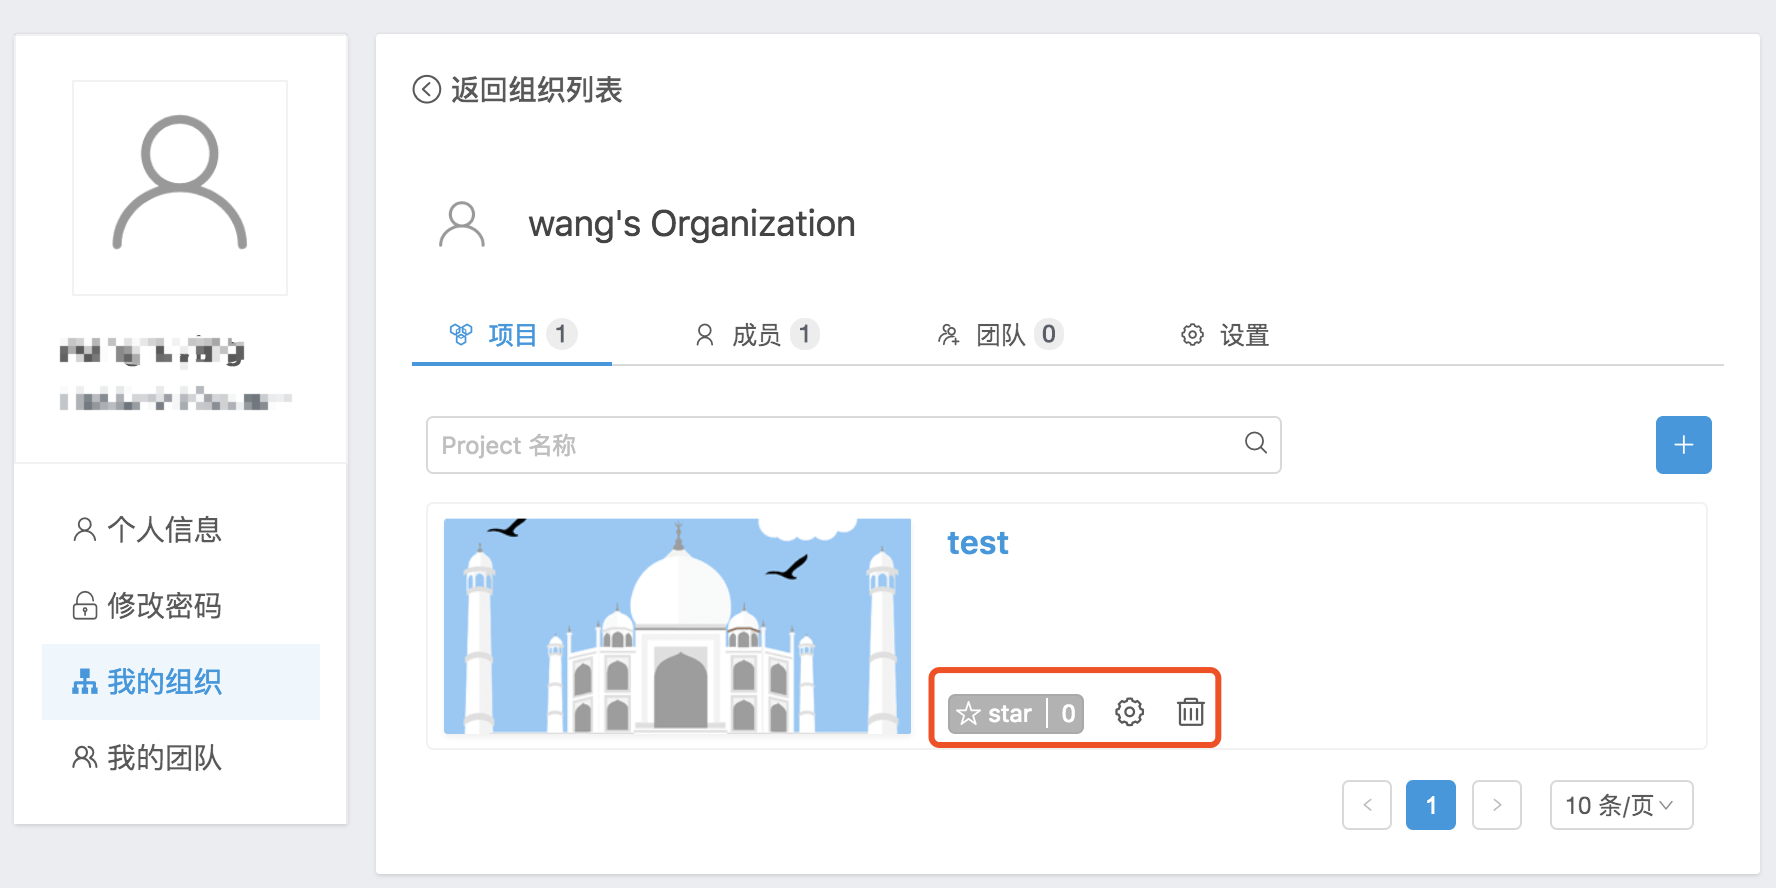 返回组织列表
wang's Organization
项目 1 成员 1 团队 0 设置
Project 名称
test
star 0
1 10 条/页
个人信息
修改密码
我的组织
我的团队